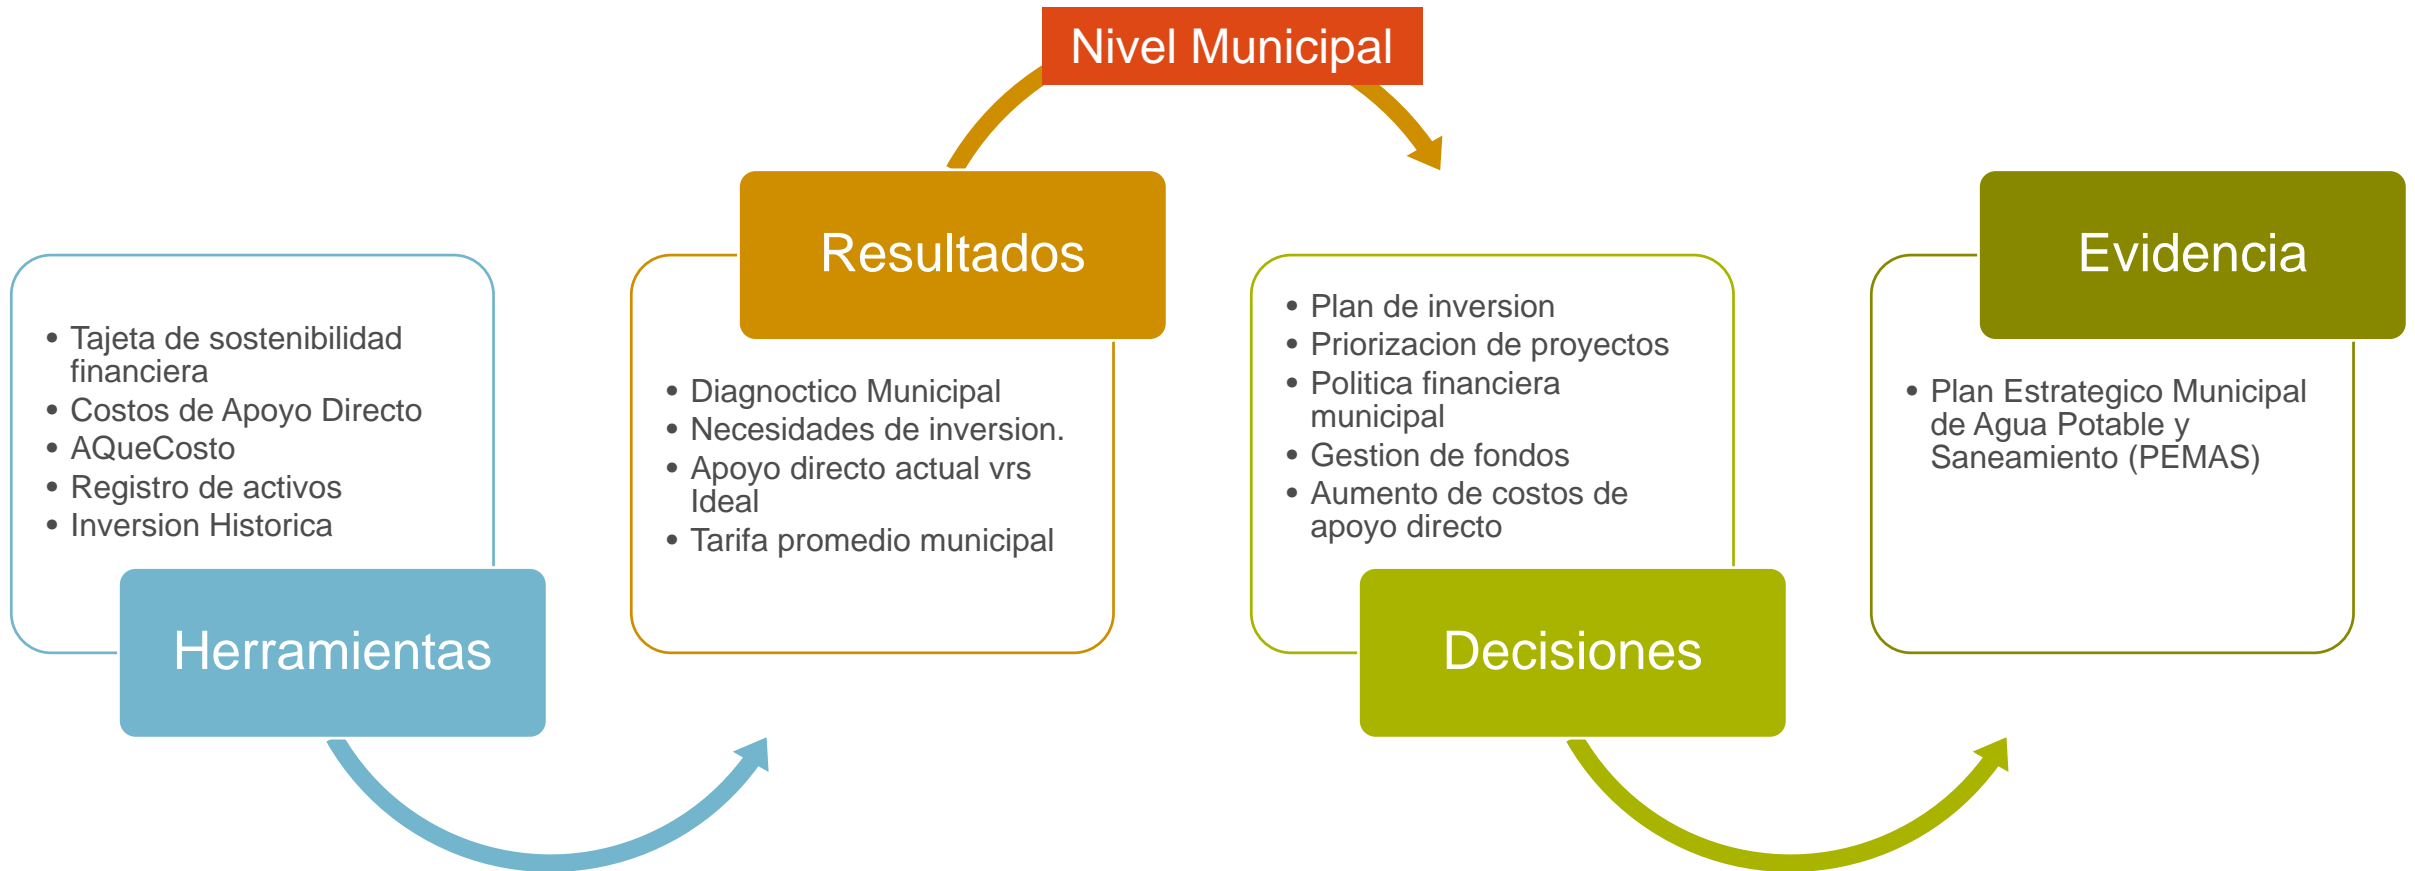 Nivel Municipal
• Tajeta de sostenibilidad
financiera
• Costos de Apoyo Directo
• AQueCosto
• Registro de activos
• Inversion Historica
Herramientas
Resultados
• Diagnoctico Municipal
• Necesidades de inversion.
• Apoyo directo actual vrs
Ideal
• Tarifa promedio municipal
• Plan de inversion
• Priorizacion de proyectos
• Politica financiera
municipal
• Gestion de fondos
• Aumento de costos de
apoyo directo
Decisiones
Evidencia
• Plan Estrategico Municipal
de Agua Potable y
Saneamiento (PEMAS)